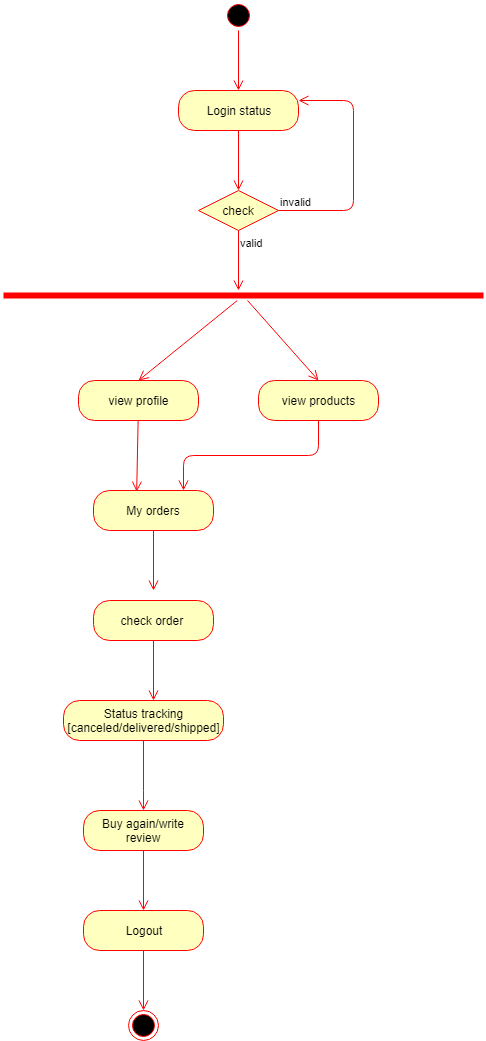 Login status
check
invalid
valid
view profile
view products
My orders
check order
Status tracking
[canceled/delivered/shipped]
Buy again/write
review
Logout